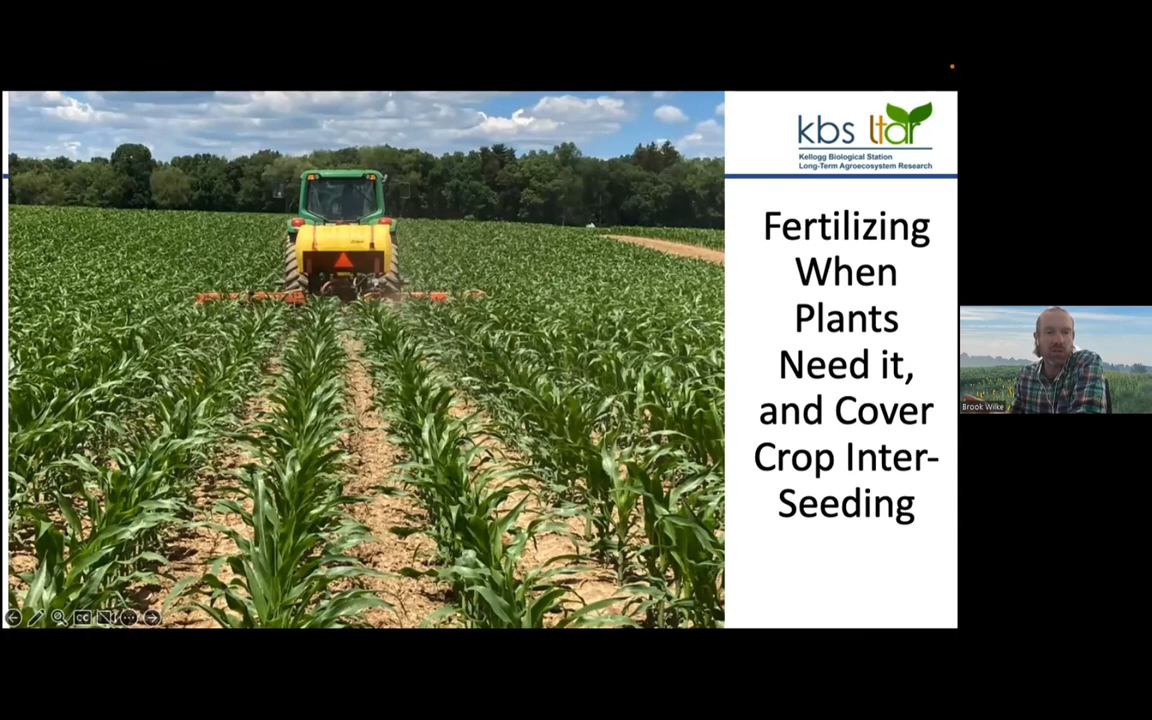 kbs ltar
Kellogg Biological Station
Long-Term Agroecosystem Research
Fertilizing
When
Plants
Need it,
and Cover
Crop Inter-
Seeding
Brook Wilke
CC